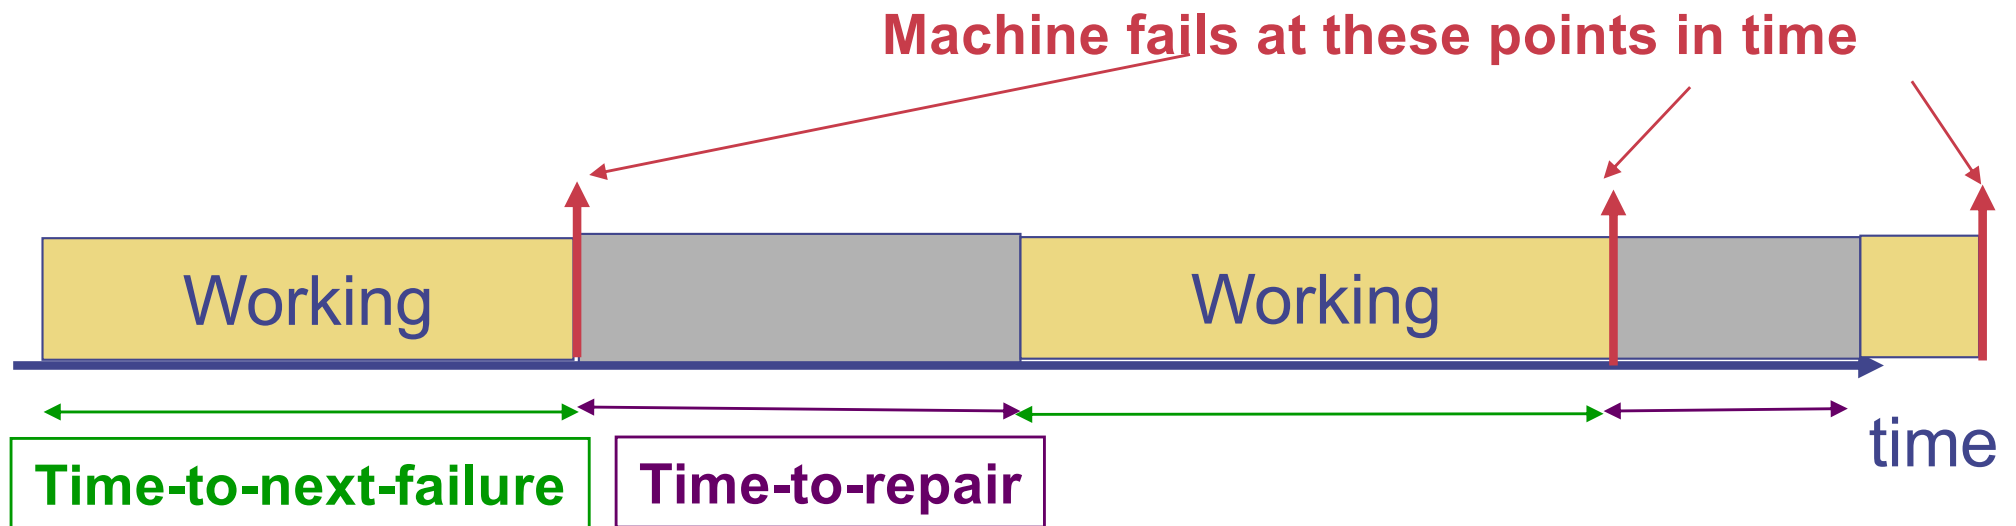 Machine fails at these points in time
Working
Working
time
Time-to-next-failure
Time-to-repair